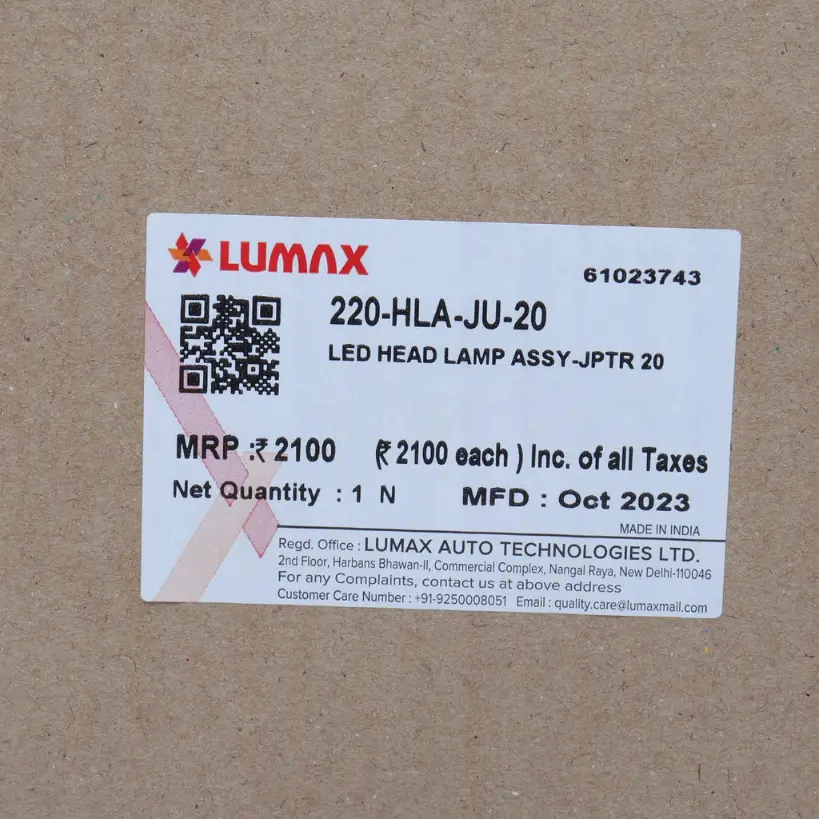 LUMAX
61023743
220-HLA-JU-20
LED HEAD LAMP ASSY-JPTR 20
MRP :₹ 2100 (₹ 2100 each ) Inc. of all Taxes
Net Quantity : 1 N MFD : Oct 2023
MADE IN INDIA
Regd. Office : LUMAX AUTO TECHNOLOGIES LTD.
2nd Floor, Harbans Bhawan-II, Commercial Complex, Nangal Raya, New Delhi-110046
For any Complaints, contact us at above address
Customer Care Number : +91-9250008051 Email : quality.care@lumaxmail.com